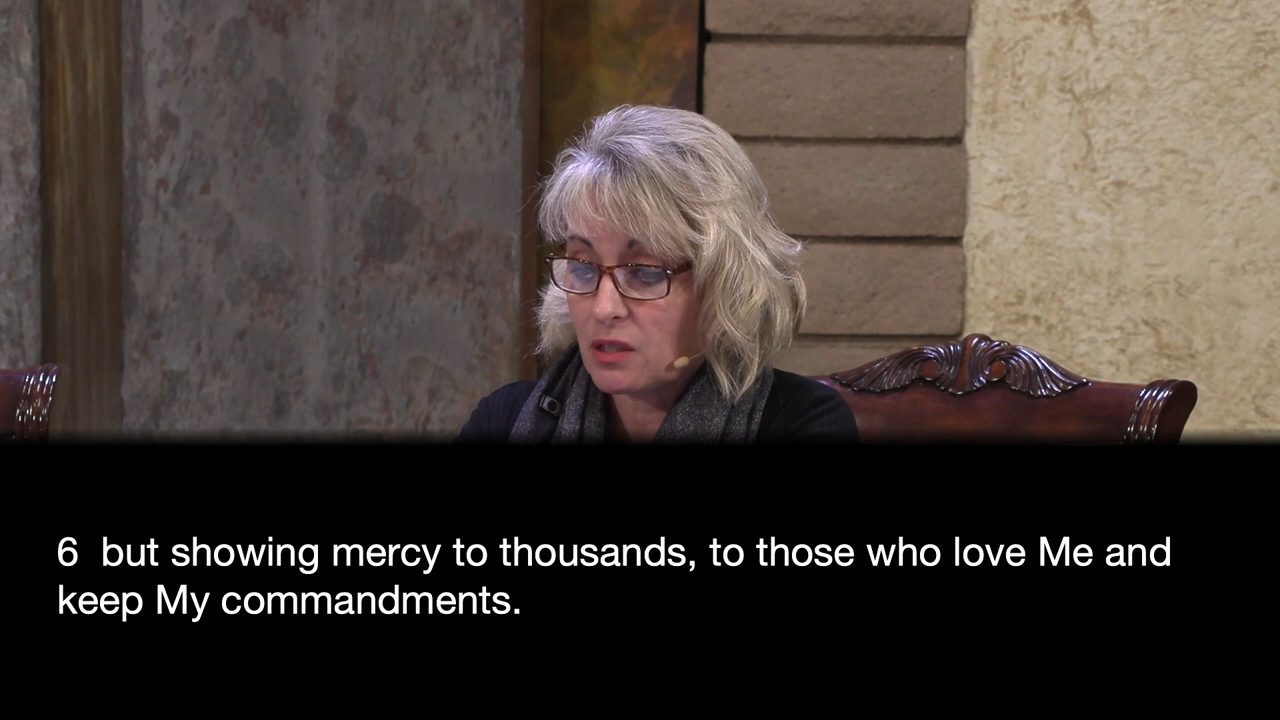 6  but showing mercy to thousands, to those who love Me and
keep My commandments.